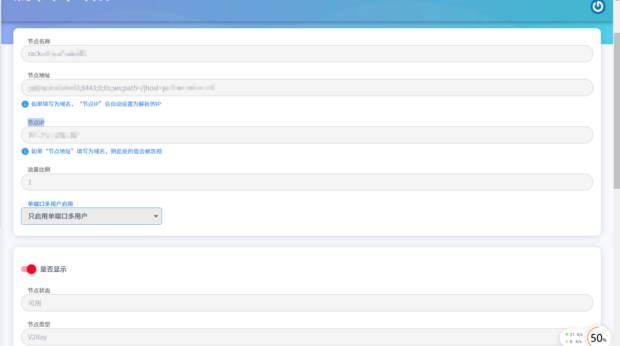 节点名称
rack
节点地址
;8443;0;tls;ws;path=/|host=
如果填写为域名，“节点IP”会自动设置为解析的IP
节点IP
如果“节点地址”填写为域名，则此处的值会被忽视
流量比例
1
单端口多用户启用
只启用单端口多用户
是否显示
节点状态
可用
节点类型
V2Ray
21 K/s
6 K/s
50%